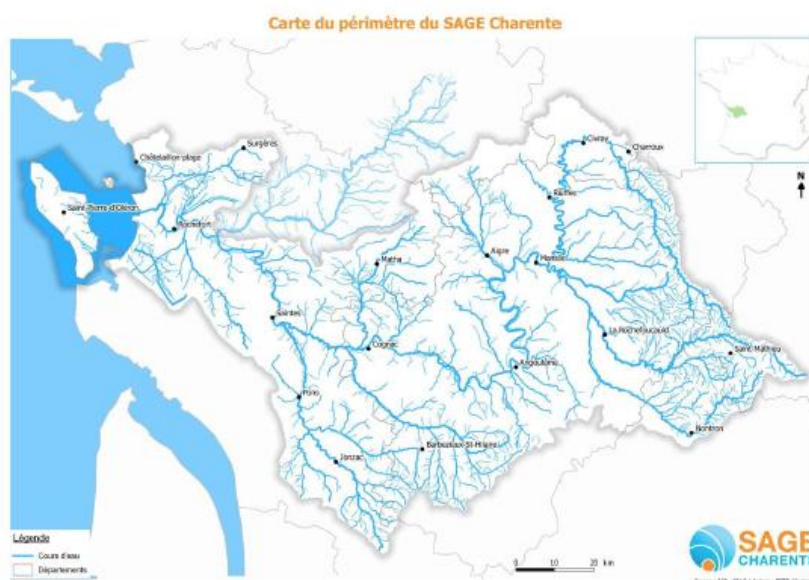 Carte du périmètre du SAGE Charente
Civray
Charroux
Surgères
Châtelaillon-plage
Ruffec
N
Saint-Pierre-d'Oléron
Rochefort
Aigre
Mansle
Matha
Saintes
La Rochefoucauld
Cognac
Saint-Mathieu
Angoulême
Pons
Nontron
Barbezieux-St-Hilaire
Jonzac
Légende
Cours d'eau
Départements
0 10 20 km
SAGE
CHARENTE